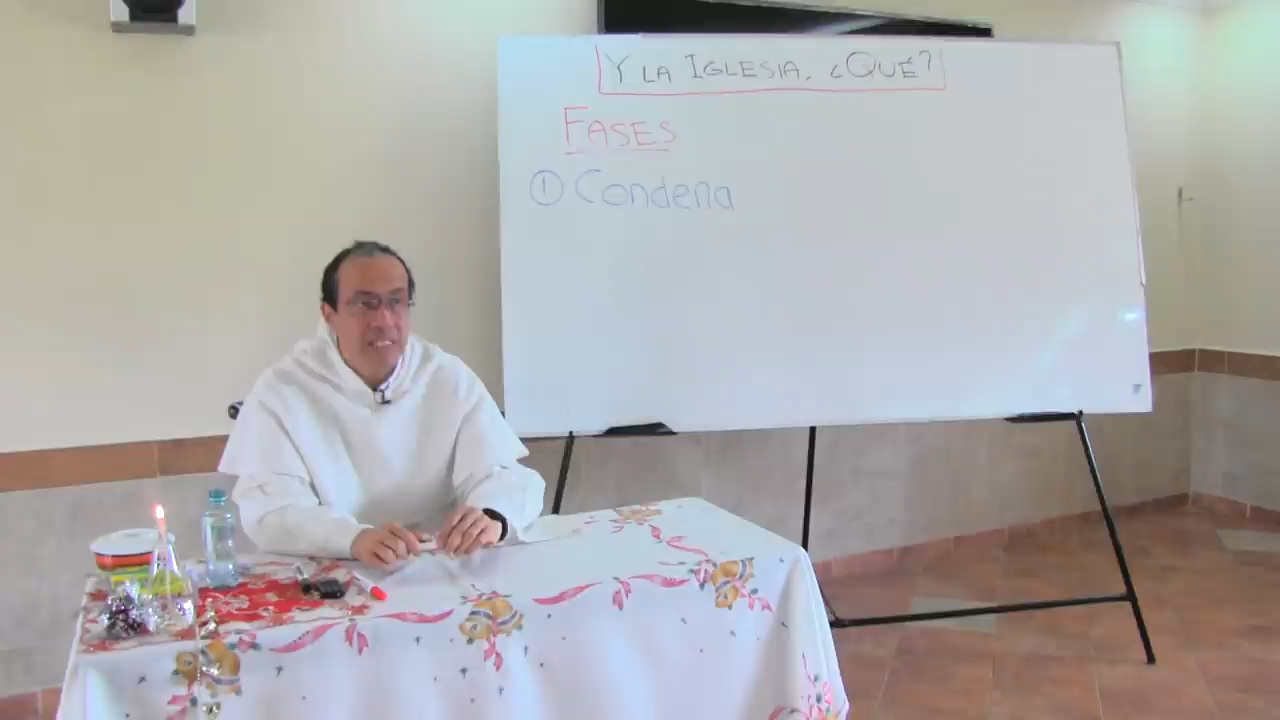 Y LA IGLESIA, ¿QUÉ?
FASES
① Condena